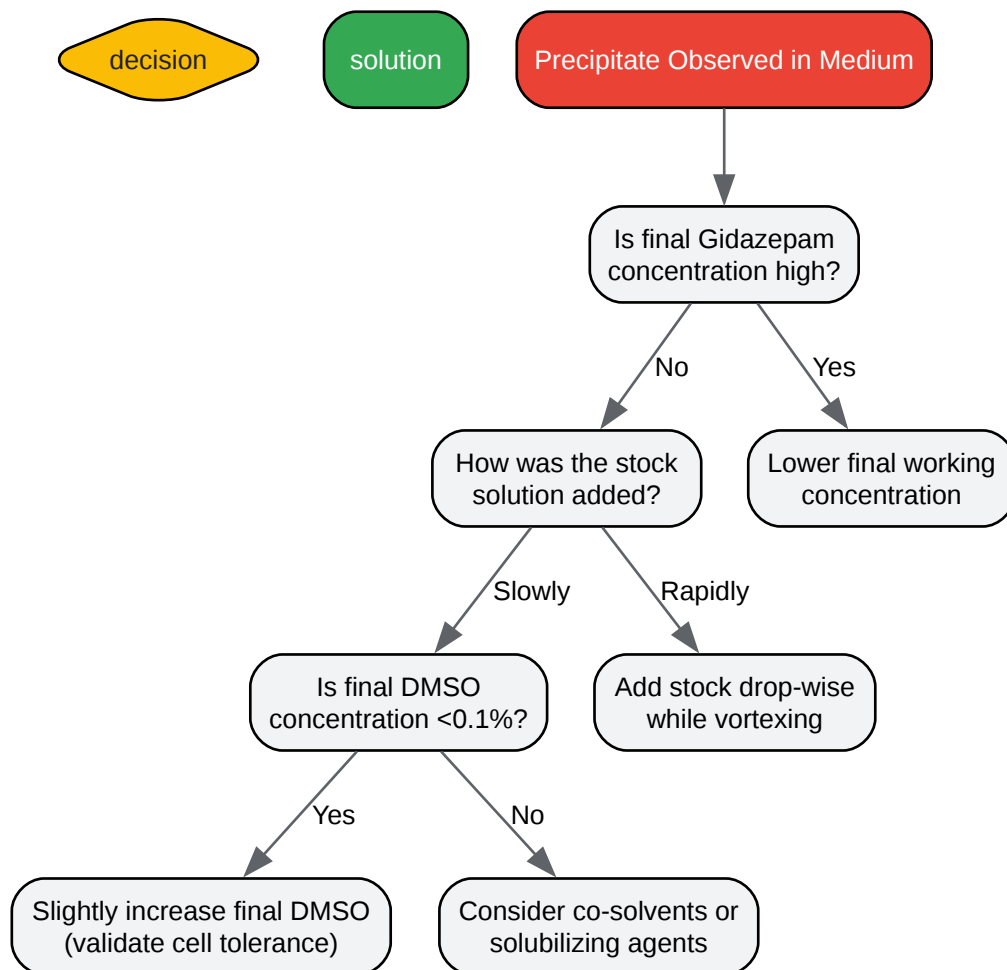 decision
solution
Precipitate Observed in Medium
Is final Gidazepam
concentration high?
No
Yes
How was the stock
solution added?
Lower final working
concentration
Slowly
Rapidly
Is final DMSO
concentration <0.1%?
Add stock drop-wise
while vortexing
Yes
No
Slightly increase final DMSO
(validate cell tolerance)
Consider co-solvents or
solubilizing agents